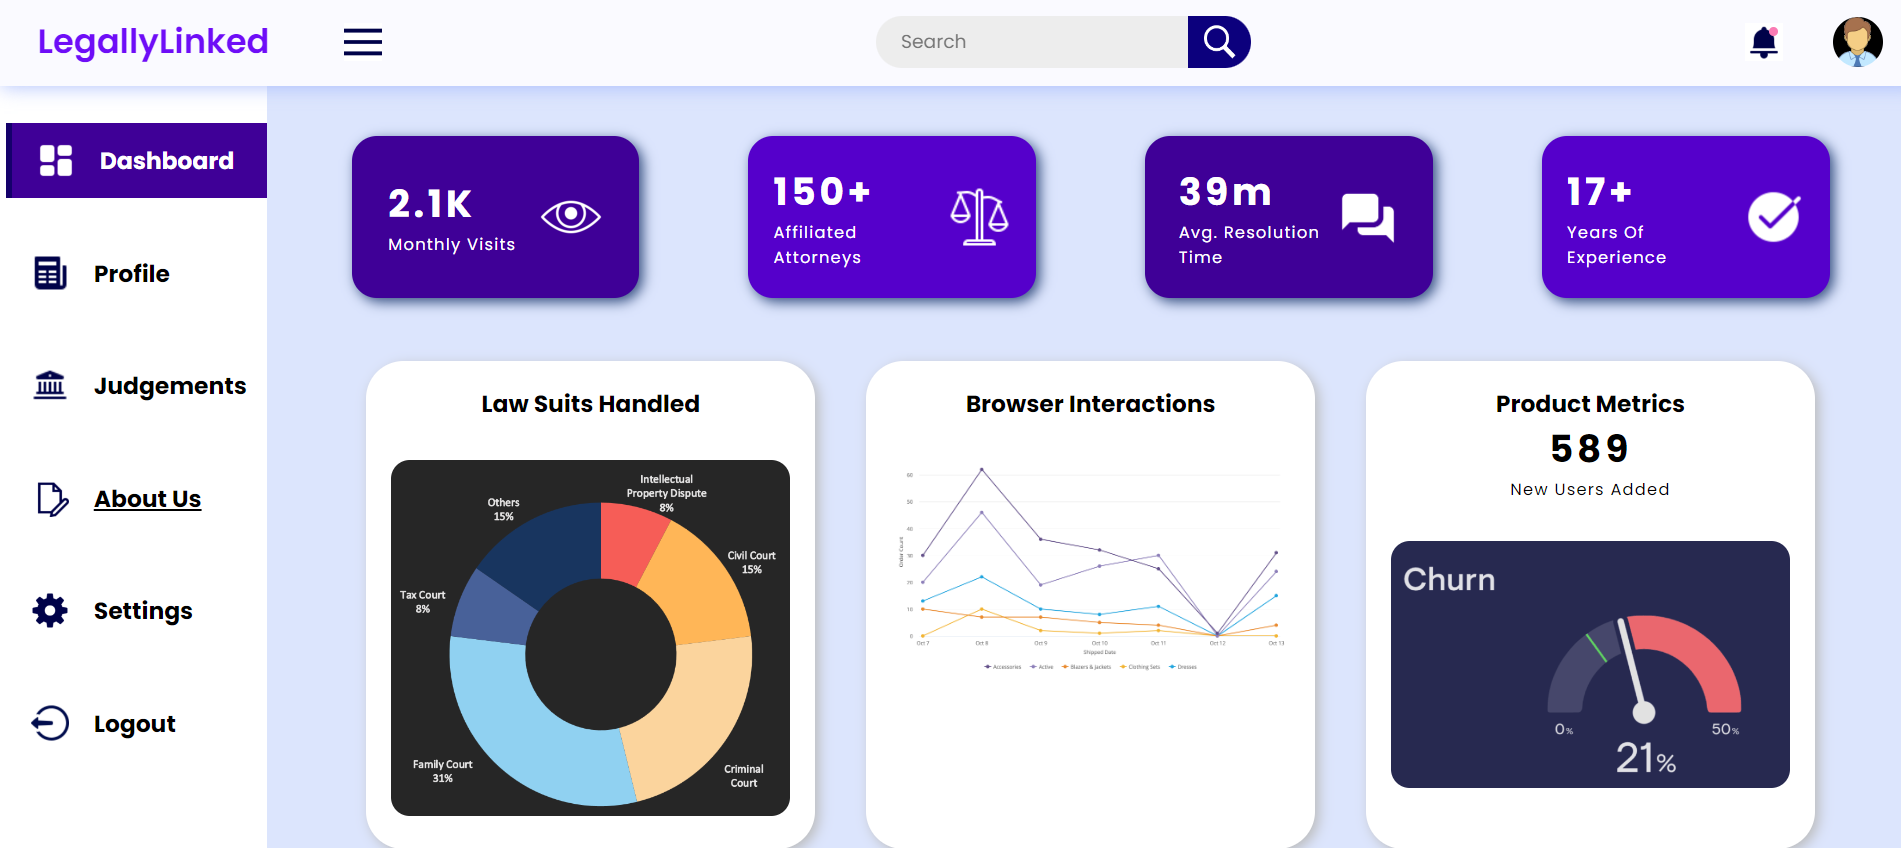 LegallyLinked
Search
Dashboard
Profile
Judgements
About Us
Settings
Logout
2.1K
Monthly Visits
150+
Affiliated
Attorneys
39m
Avg. Resolution
Time
17+
Years Of
Experience
Law Suits Handled
Intellectual
Property Dispute
8%
Others
15%
Civil Court
15%
Tax Court
8%
Family Court
31%
Criminal
Court
Browser Interactions
60
50
40
30
20
10
0
Order Count
Oct 7
Oct 8
Oct 9
Oct 10
Oct 11
Oct 12
Oct 13
Shipped Date
Accessories
Active
Blazers & Jackets
Clothing Sets
Dresses
Product Metrics
589
New Users Added
Churn
0%
50%
21%